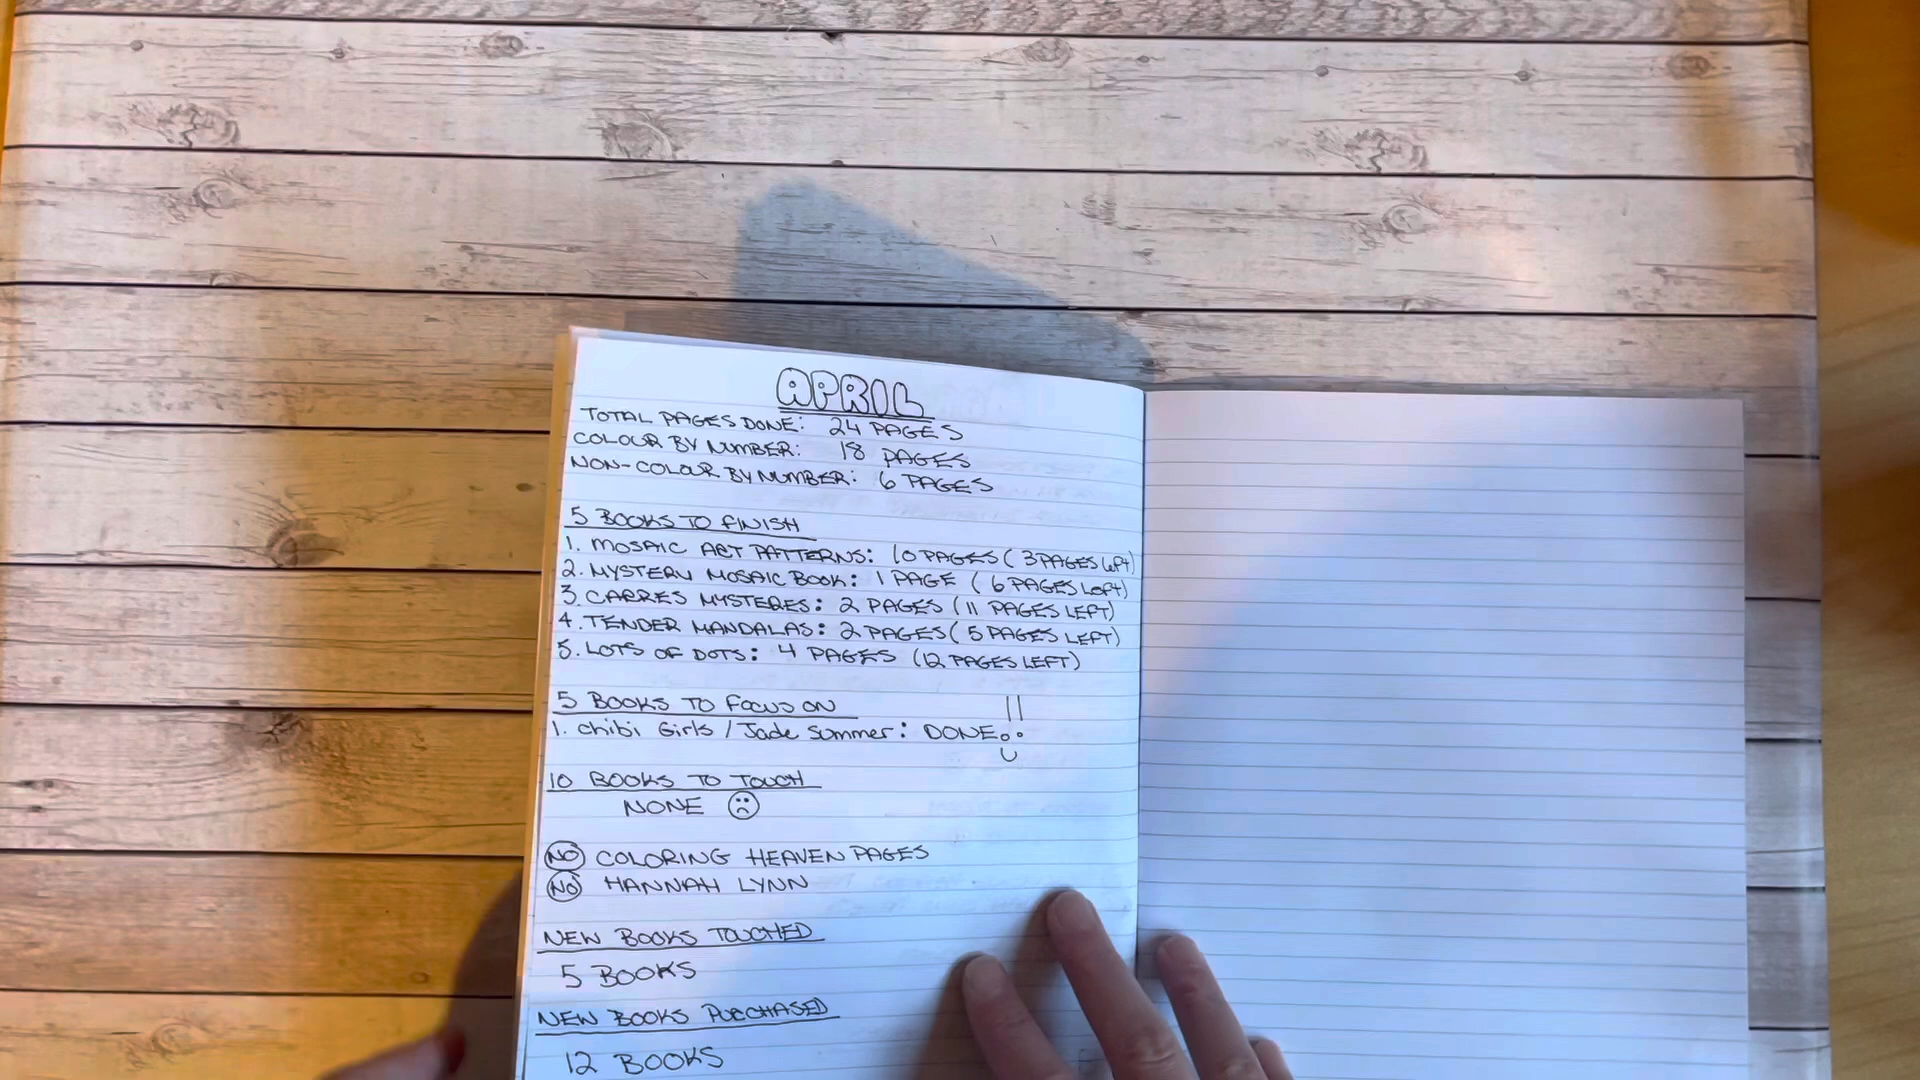 APRIL
TOTAL PAGES DONE: 24 PAGES
COLOUR BY NUMBER: 18 PAGES
NON-COLOUR BY NUMBER: 6 PAGES
5 BOOKS TO FINISH
1. MOSAIC ART PATTERNS: 10 PAGES (3 PAGES left)
2. MYSTERY MOSAIC BOOK: 1 PAGE (6 PAGES Left)
3. CARRES MYSTERES: 2 PAGES (11 PAGES LEFT)
4. TENDER MANDALAS: 2 PAGES (5 PAGES LEFT)
5. LOTS OF DOTS: 4 PAGES (12 PAGES LEFT)
5 BOOKS TO FOCUS ON
1. Chibi Girls / Jade Summer: DONE!!
10 BOOKS TO TOUCH
NONE
NO COLORING HEAVEN PAGES
NO HANNAH LYNN
NEW BOOKS TOUCHED
5 BOOKS
NEW BOOKS PURCHASED
12 BOOKS